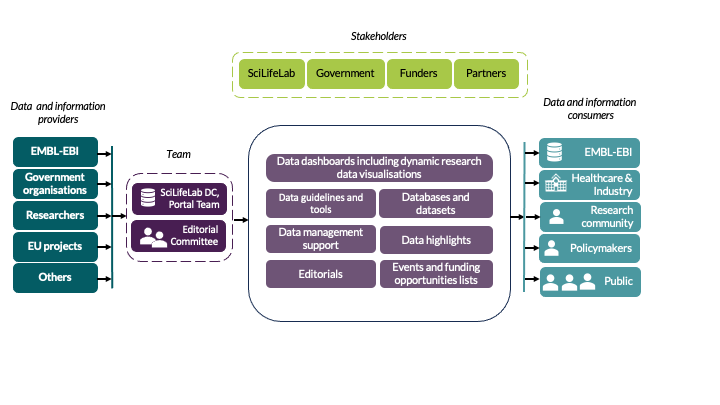 Stakeholders
SciLifeLab
Government
Funders
Partners
Data and information
providers
EMBL-EBI
Government
organisations
Researchers
EU projects
Others
Team
SciLifeLab DC,
Portal Team
Editorial
Committee
Data dashboards including dynamic research
data visualisations
Data guidelines and
tools
Databases and
datasets
Data management
support
Data highlights
Editorials
Events and funding
opportunities lists
Data and information
consumers
EMBL-EBI
Healthcare &
Industry
Research
community
Policymakers
Public